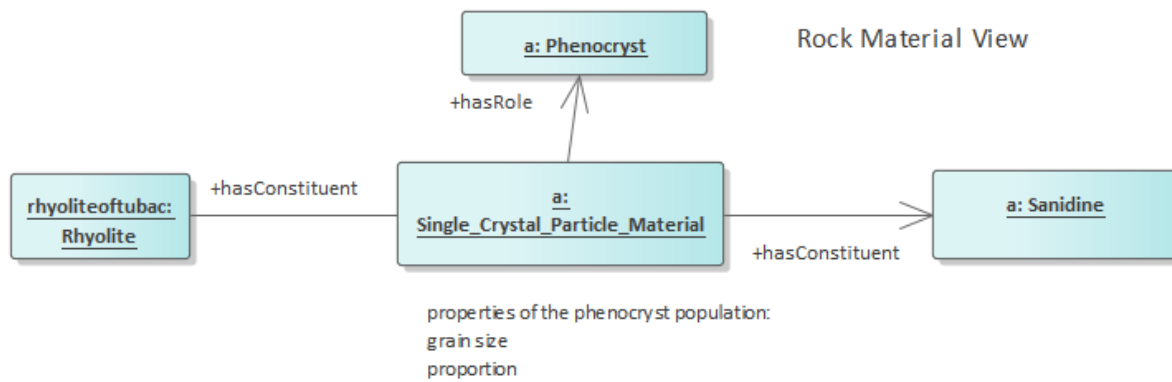 a: Phenocryst
Rock Material View
+hasRole
rhyoliteoftubac:
Rhyolite
+hasConstituent
a:
Single_Crystal_Particle_Material
a: Sanidine
+hasConstituent
properties of the phenocryst population:
grain size
proportion